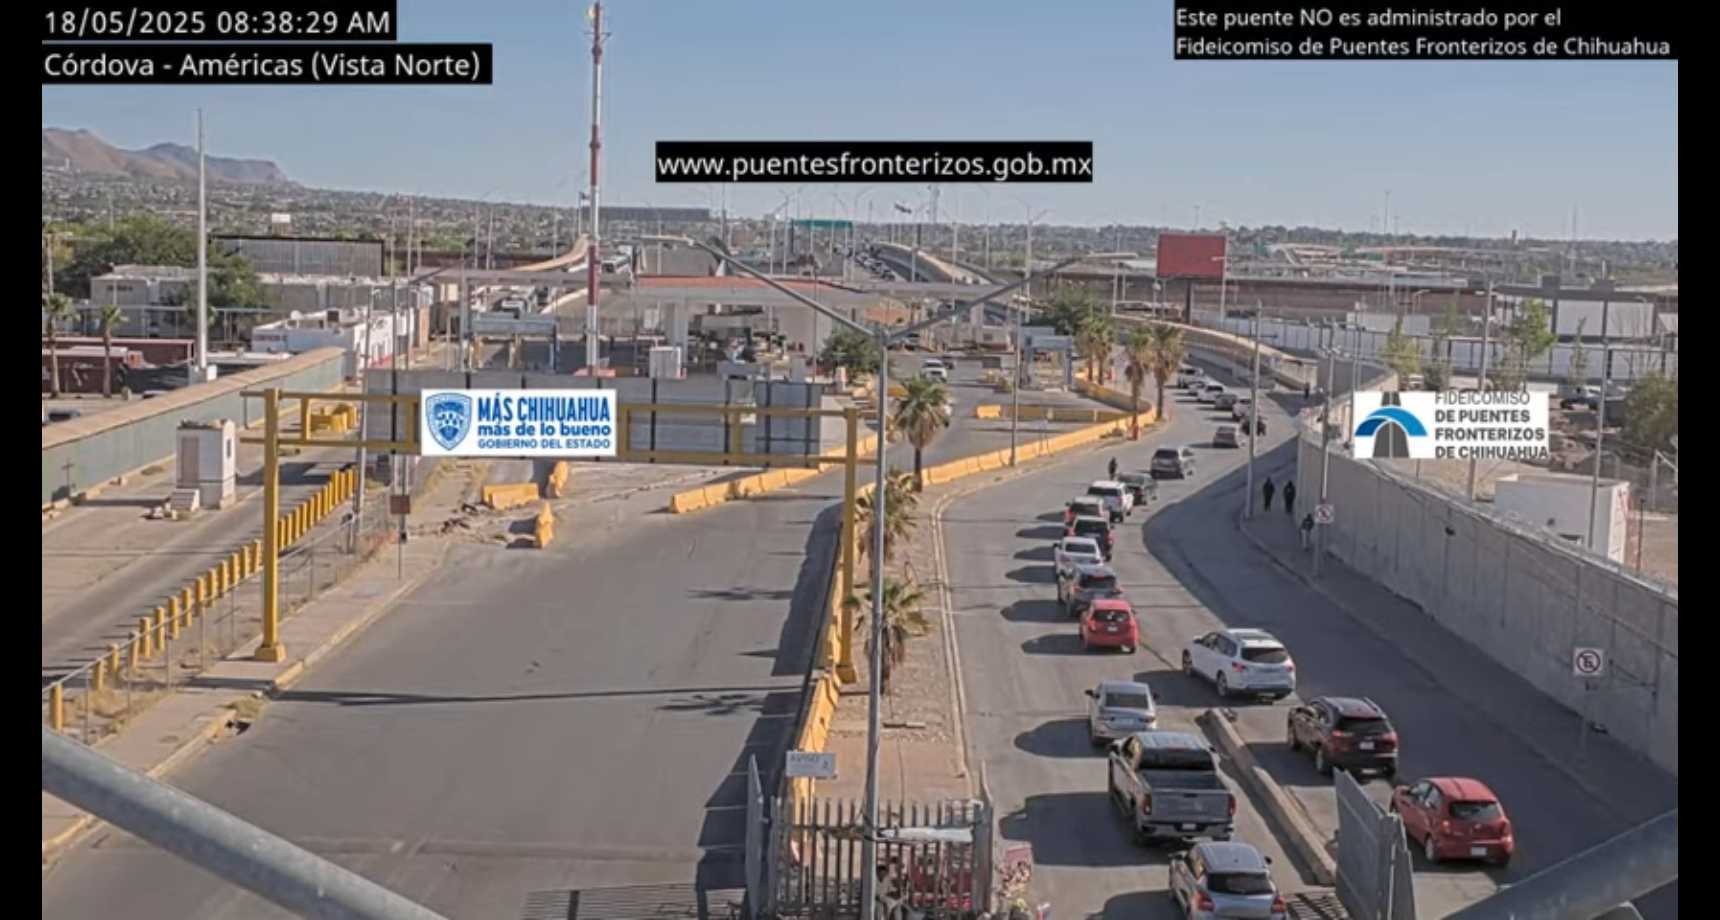 18/05/2025 08:38:29 AM
Córdova - Américas (Vista Norte)
Este puente NO es administrado por el
Fideicomiso de Puentes Fronterizos de Chihuahua
www.puentesfronterizos.gob.mx
MÁS CHIHUAHUA
más de lo bueno
GOBIERNO DEL ESTADO
FIDEICOMISO
DE PUENTES
FRONTERIZOS
DE CHIHUAHUA
AVISO